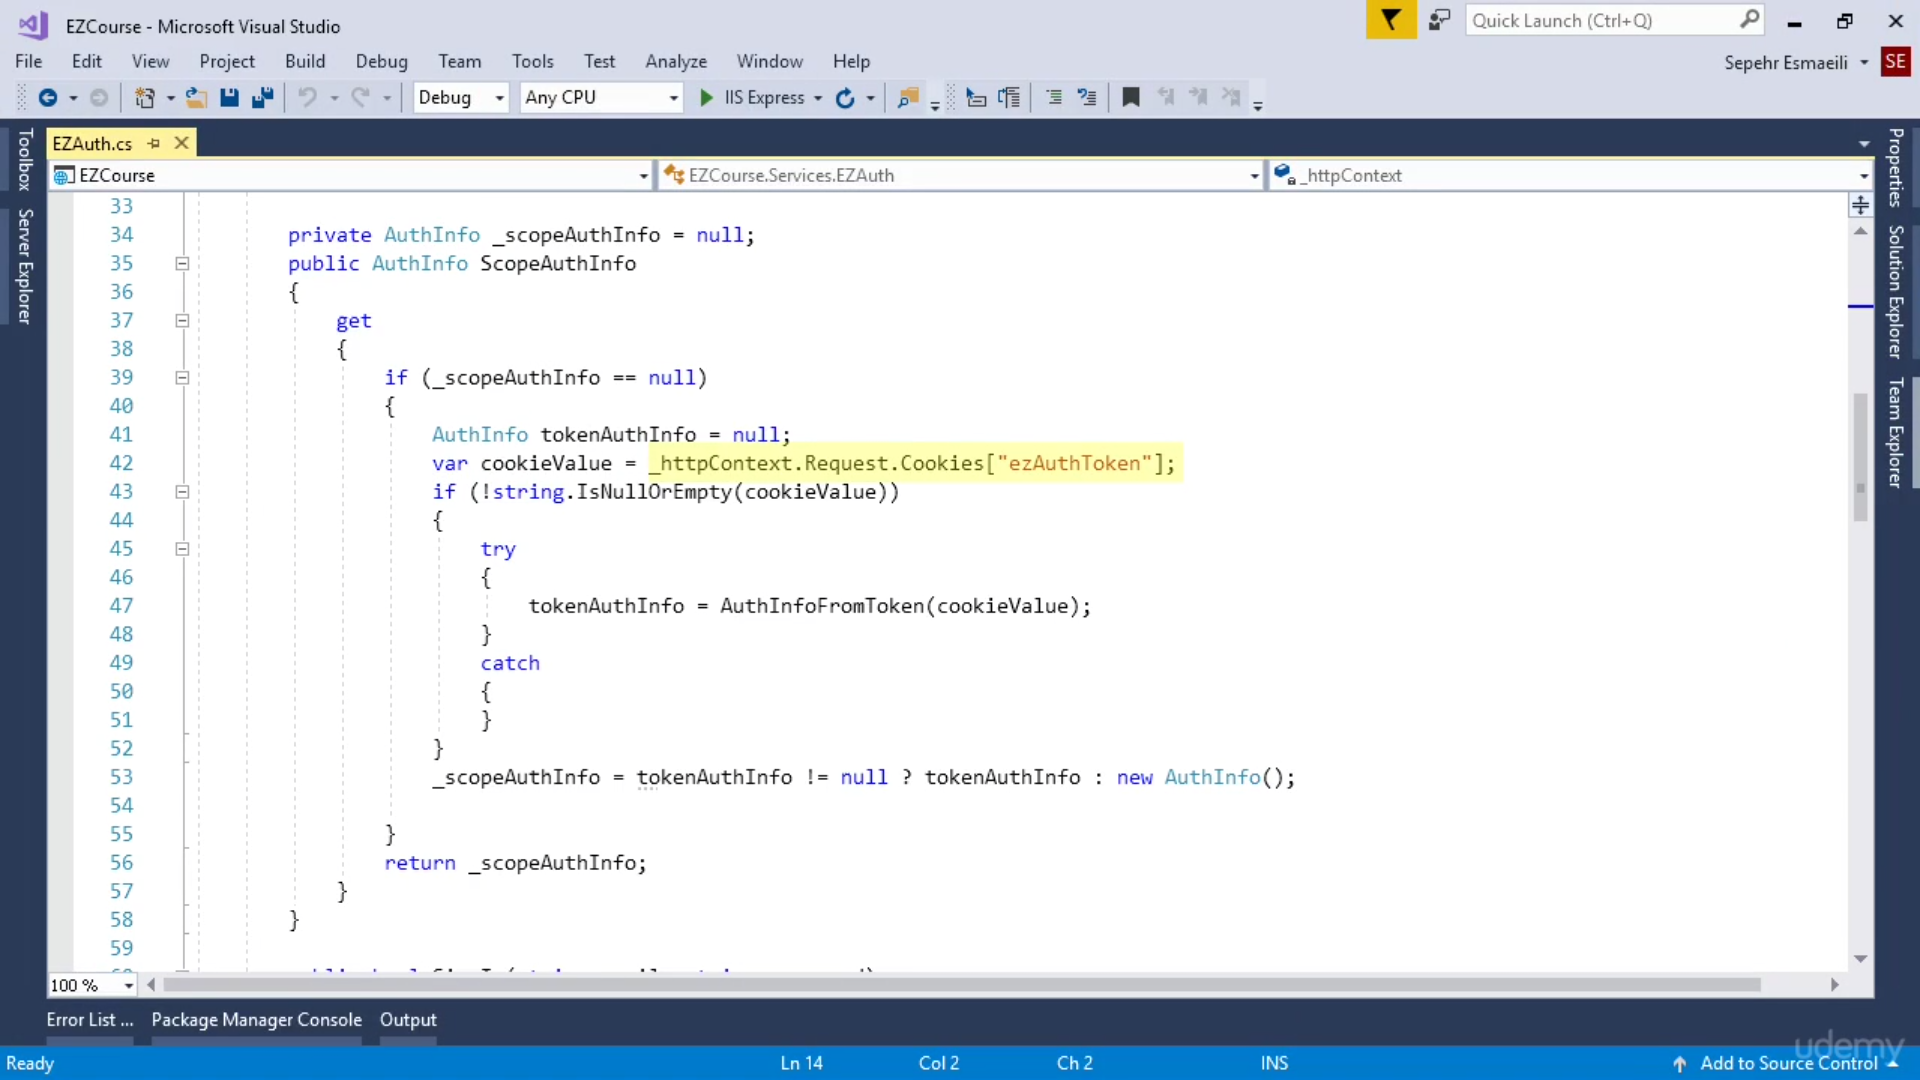 EZCourse - Microsoft Visual Studio
Quick Launch (Ctrl+Q)
File Edit View Project Build Debug Team Tools Test Analyze Window Help
Sepehr Esmaeili SE
Debug Any CPU IIS Express
Toolbox
Server Explorer
EZAuth.cs
EZCourse EZCourse.Services.EZAuth _httpContext
Properties
Solution Explorer
Team Explorer
33
34 private AuthInfo _scopeAuthInfo = null;
35 public AuthInfo ScopeAuthInfo
36 {
37 get
38 {
39 if (_scopeAuthInfo == null)
40 {
41 AuthInfo tokenAuthInfo = null;
42 var cookieValue = _httpContext.Request.Cookies["ezAuthToken"];
43 if (!string.IsNullOrEmpty(cookieValue))
44 {
45 try
46 {
47 tokenAuthInfo = AuthInfoFromToken(cookieValue);
48 }
49 catch
50 {
51 }
52 }
53 _scopeAuthInfo = tokenAuthInfo != null ? tokenAuthInfo : new AuthInfo();
54
55 }
56 return _scopeAuthInfo;
57 }
58 }
59
100 %
Error List ... Package Manager Console Output
udemy
Ready Ln 14 Col 2 Ch 2 INS Add to Source Control